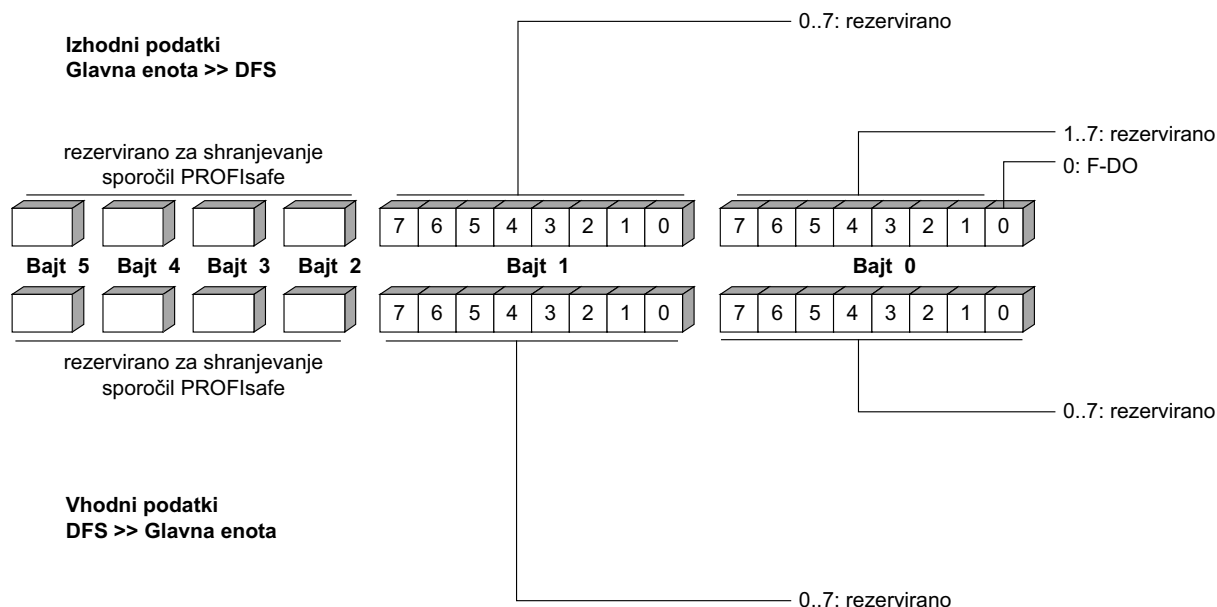 0..7: rezervirano
Izhodni podatki
Glavna enota >> DFS
1..7: rezervirano
rezervirano za shranjevanje
sporočil PROFIsafe
0: F-DO
7 6 5 4 3 2 1 0 7 6 5 4 3 2 1 0
Bajt 5 Bajt 4 Bajt 3 Bajt 2 Bajt 1 Bajt 0
7 6 5 4 3 2 1 0 7 6 5 4 3 2 1 0
rezervirano za shranjevanje
sporočil PROFIsafe
0..7: rezervirano
Vhodni podatki
DFS >> Glavna enota
0..7: rezervirano